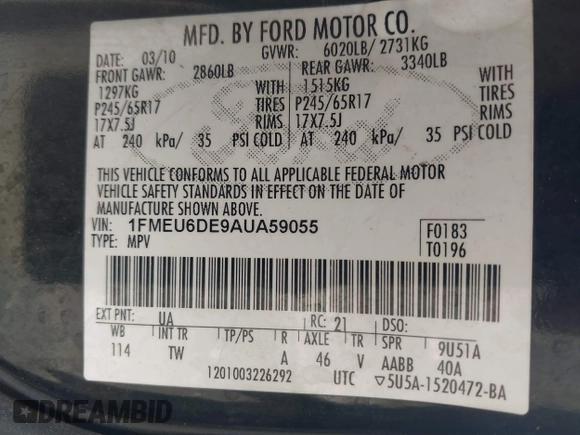 MFD. BY FORD MOTOR CO.
DATE: 03/10 GVWR: 6020LB/ 2731KG
FRONT GAWR: 2860LB REAR GAWR: 3340LB
1297KG WITH 1515KG WITH
P245/65R17 TIRES P245/65R17 TIRES
17X7.5J RIMS 17X7.5J RIMS
AT 240 kPa/ 35 PSI COLD AT 240 kPa/ 35 PSI COLD
THIS VEHICLE CONFORMS TO ALL APPLICABLE FEDERAL MOTOR
VEHICLE SAFETY STANDARDS IN EFFECT ON THE DATE OF
MANUFACTURE SHOWN ABOVE.
VIN: 1FMEU6DE9AUA59055 F0183
TYPE: MPV T0196
EXT PNT: UA RC: 21 DSO:
WB INT TR TP/PS R AXLE TR SPR 9U51A
114 TW A 46 V AABB 40A
1201003226292 UTC ▽5U5A-1520472-BA
DREAMBID